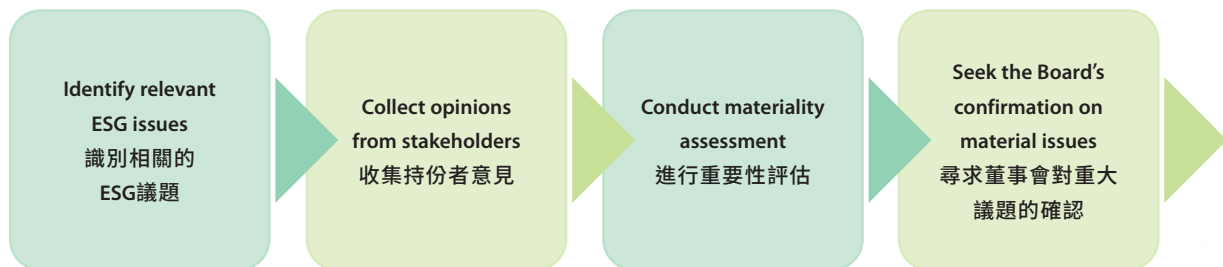 Identify relevant
ESG issues
識別相關的
ESG議題
Collect opinions
from stakeholders
收集持份者意見
Conduct materiality
assessment
進行重要性評估
Seek the Board’s
confirmation on
material issues
尋求董事會對重大
議題的確認